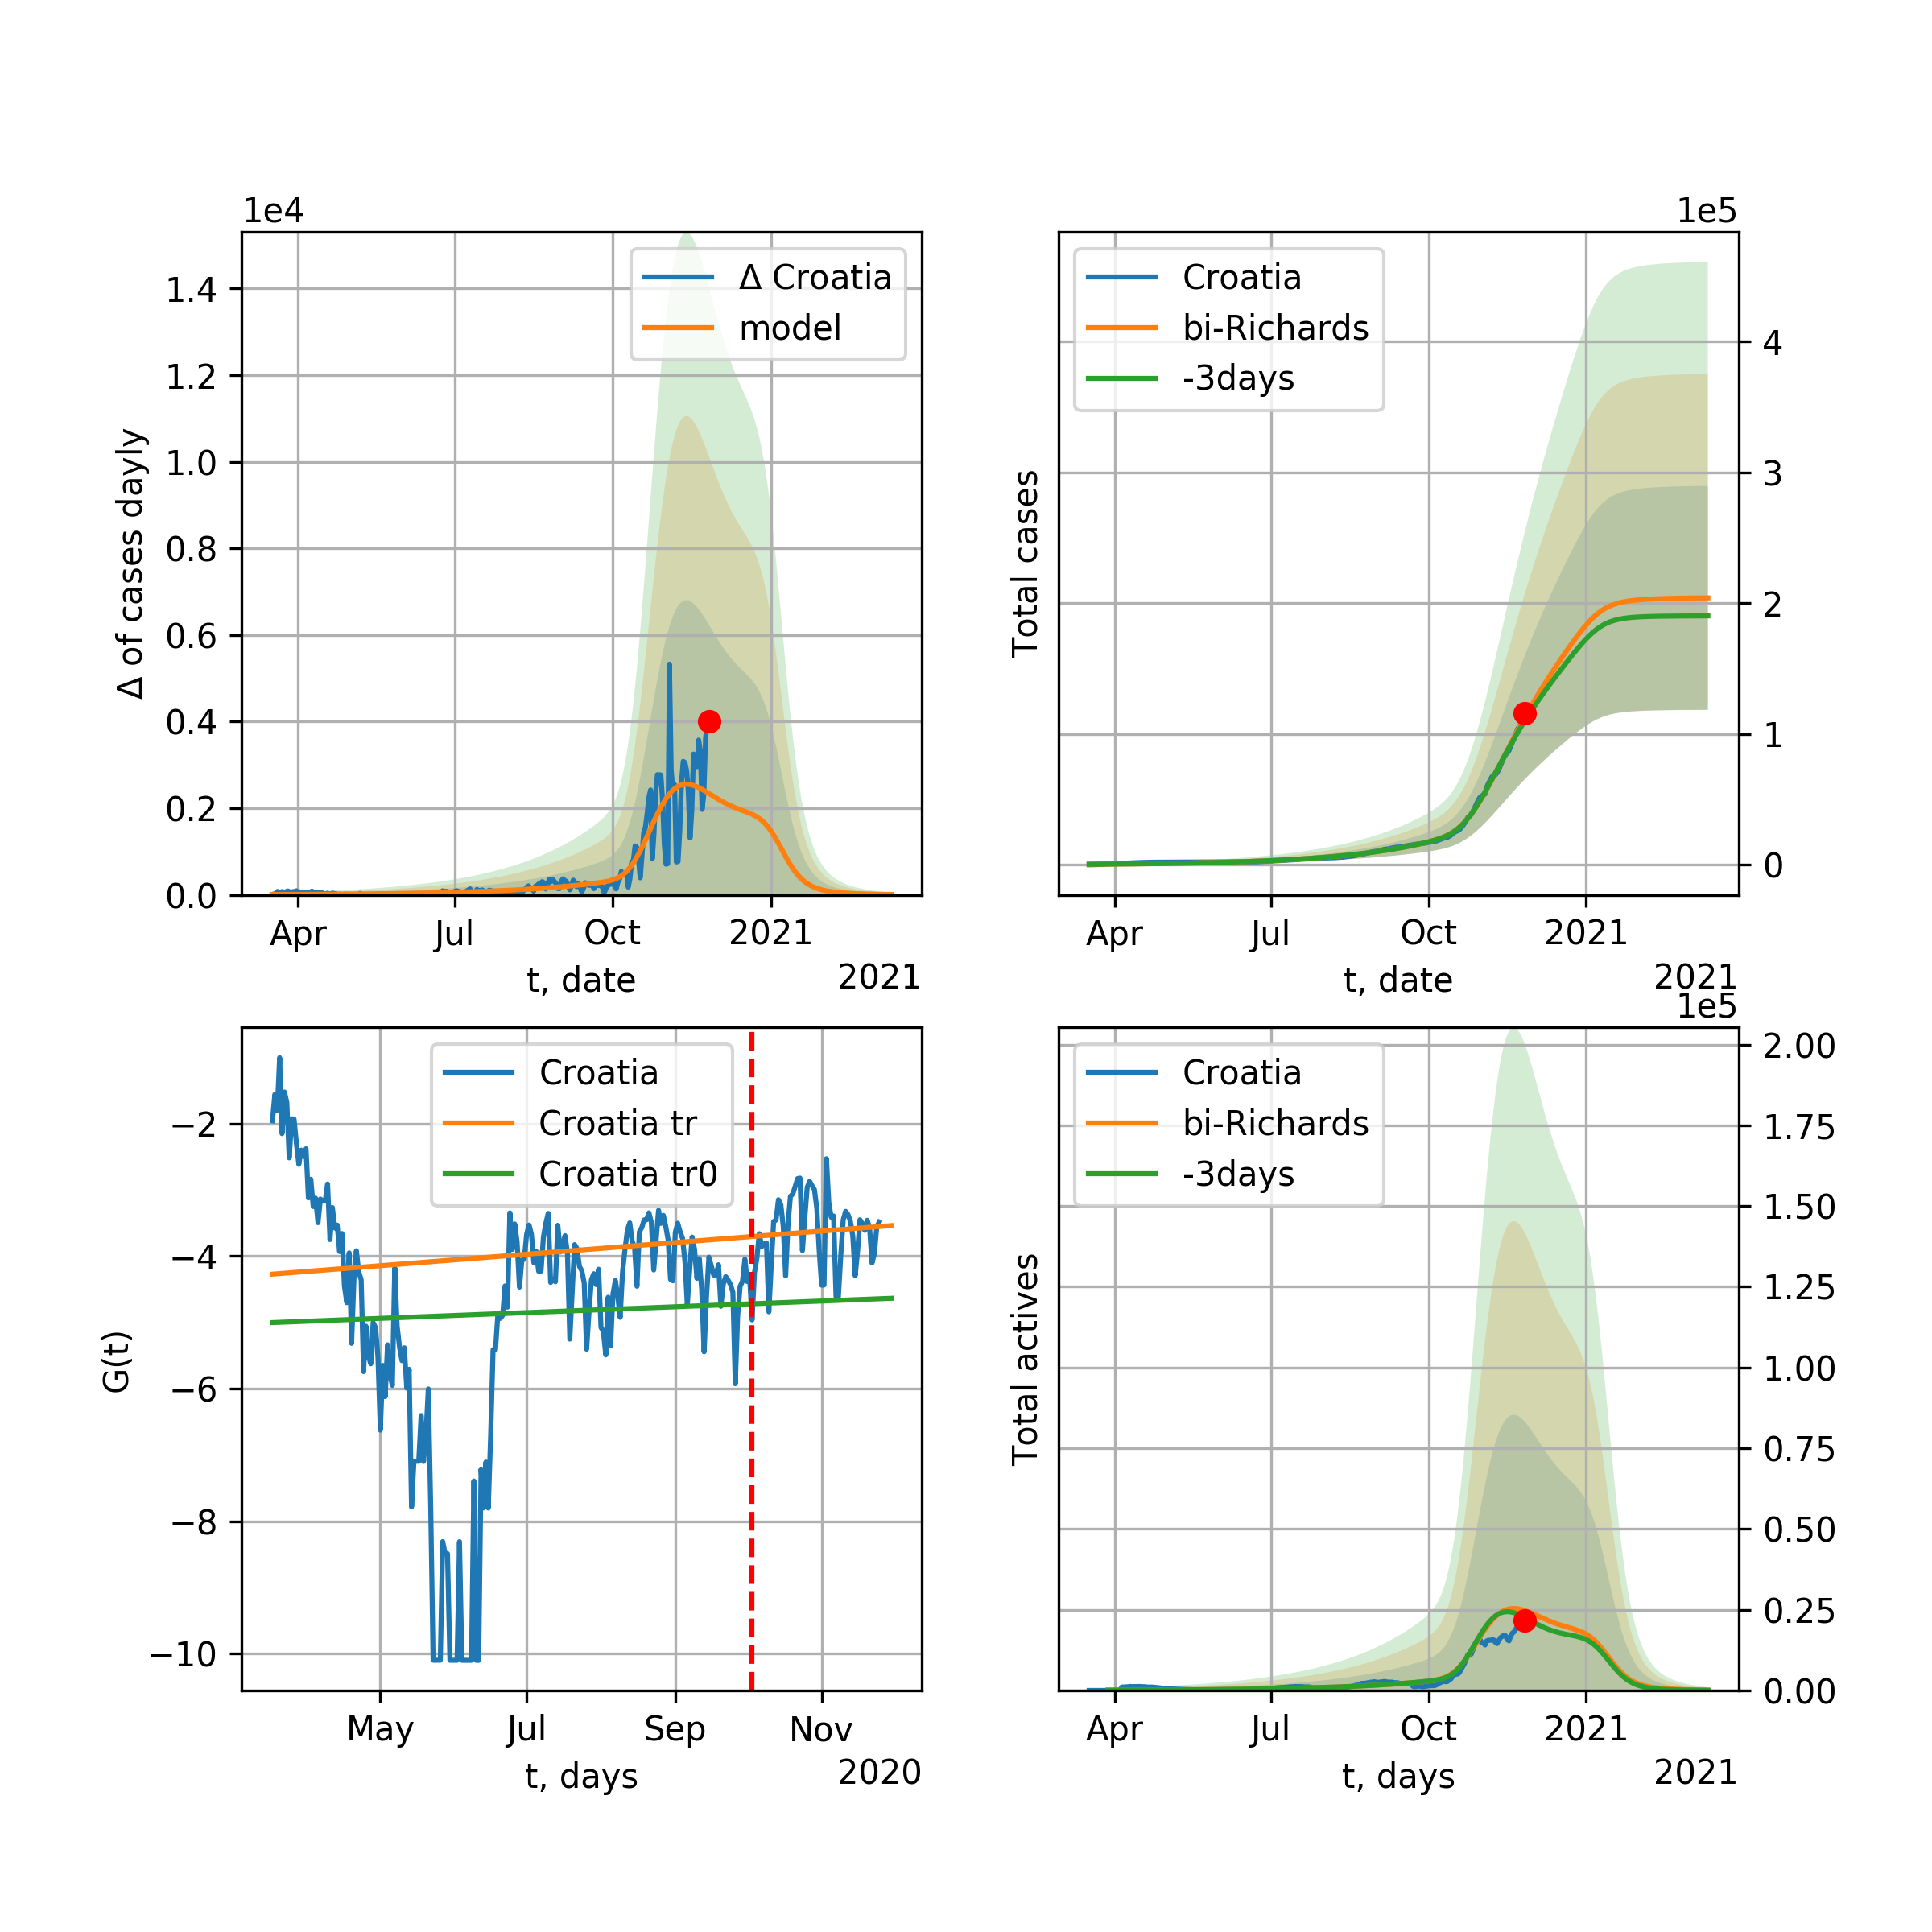 1e4
Δ of cases dayly
1.4
1.2
1.0
0.8
0.6
0.4
0.2
0.0
Δ Croatia
model
Apr
Jul
Oct
2021
t, date
2021
1e5
Total cases
Croatia
bi-Richards
-3days
4
3
2
1
0
Apr
Jul
Oct
2021
t, date
2021
G(t)
−2
−4
−6
−8
−10
Croatia
Croatia tr
Croatia tr0
May
Jul
Sep
Nov
t, days
2020
1e5
Total actives
Croatia
bi-Richards
-3days
2.00
1.75
1.50
1.25
1.00
0.75
0.50
0.25
0.00
Apr
Jul
Oct
2021
t, days
2021